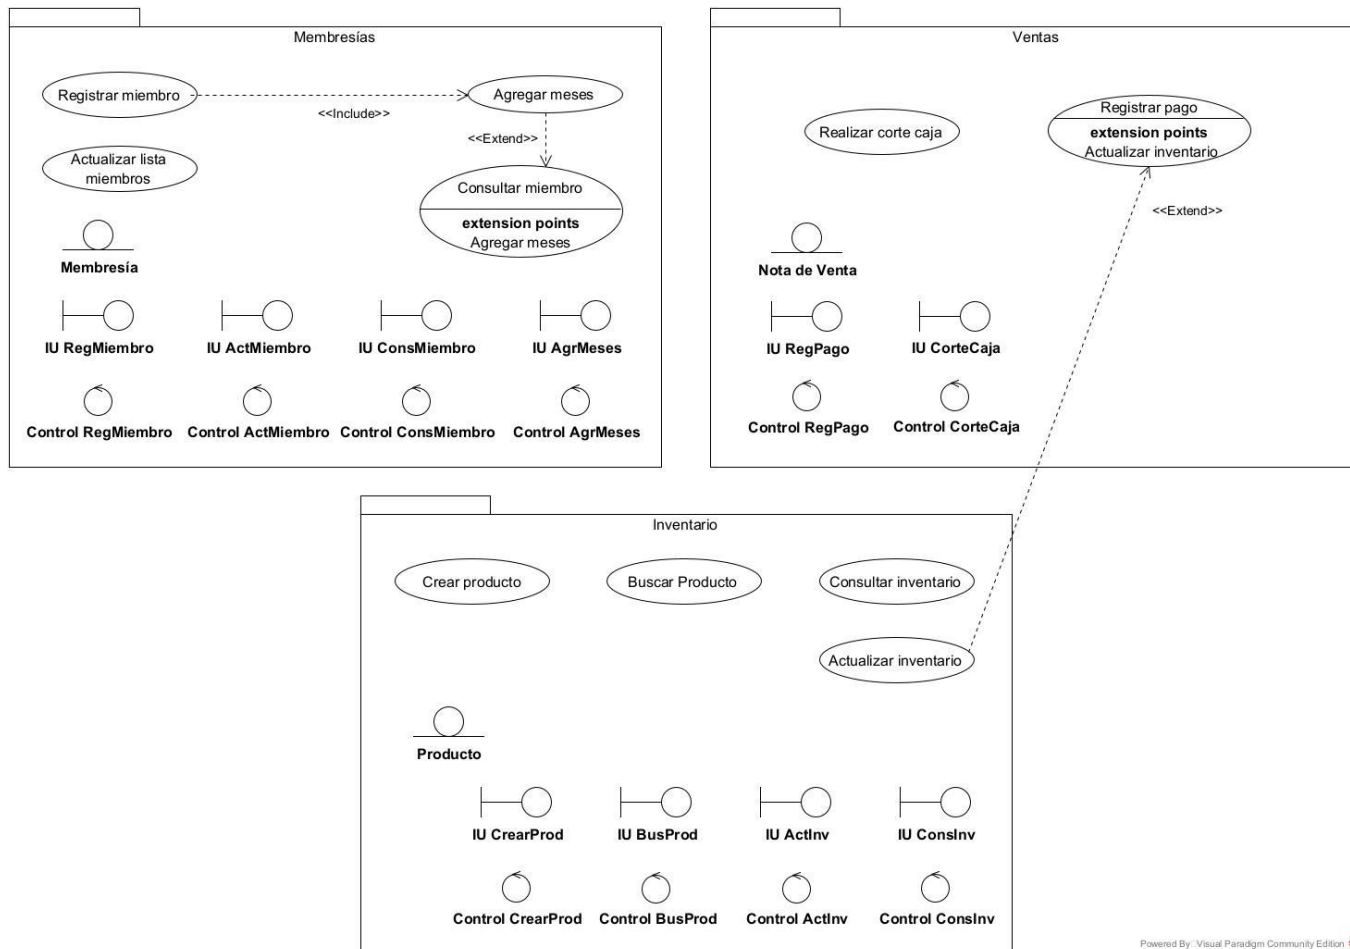 Membresías
Registrar miembro
<<Include>>
Agregar meses
<<Extend>>
Actualizar lista
miembros
Consultar miembro
extension points
Agregar meses
Membresía
IU RegMiembro
IU ActMiembro
IU ConsMiembro
IU AgrMeses
Control RegMiembro
Control ActMiembro
Control ConsMiembro
Control AgrMeses
Ventas
Realizar corte caja
Registrar pago
extension points
Actualizar inventario
<<Extend>>
Nota de Venta
IU RegPago
IU CorteCaja
Control RegPago
Control CorteCaja
Inventario
Crear producto
Buscar Producto
Consultar inventario
Actualizar inventario
Producto
IU CrearProd
IU BusProd
IU ActInv
IU ConsInv
Control CrearProd
Control BusProd
Control ActInv
Control ConsInv
Powered By Visual Paradigm Community Edition